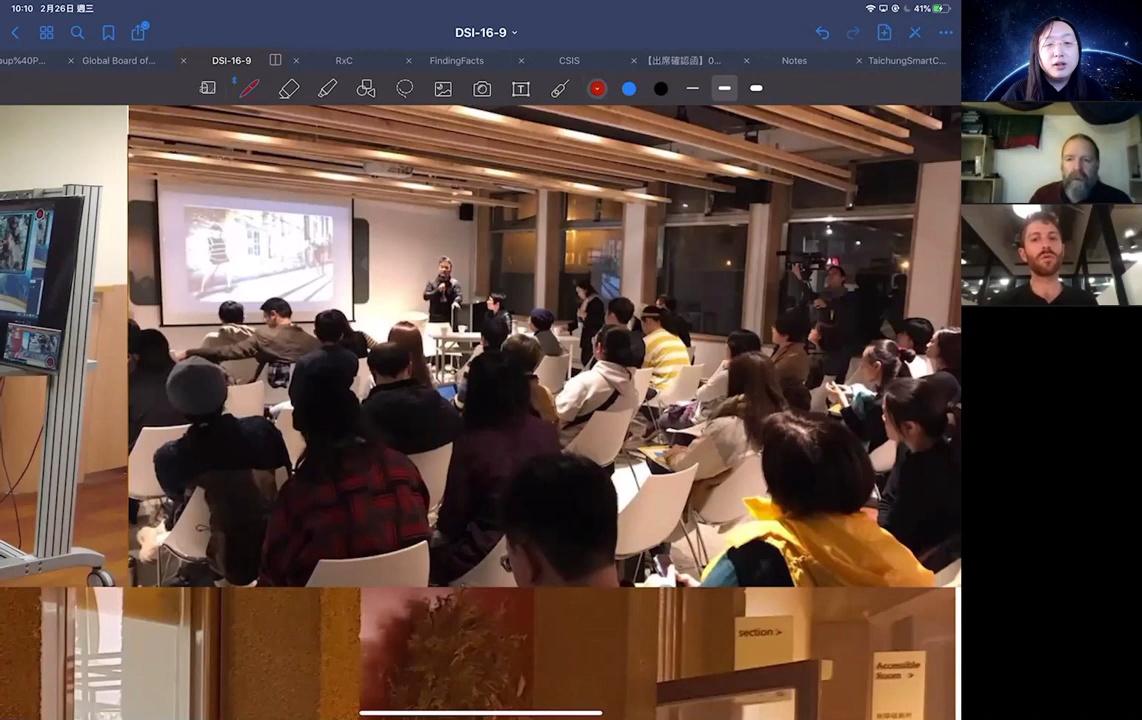 10:10 2月26日 週三
41%
DSI-16-9
Global Board of...
DSI-16-9
RxC
FindingFacts
CSIS
【出席確認函】0...
Notes
TaichungSmartC...
T
section >
Accessible
Room >